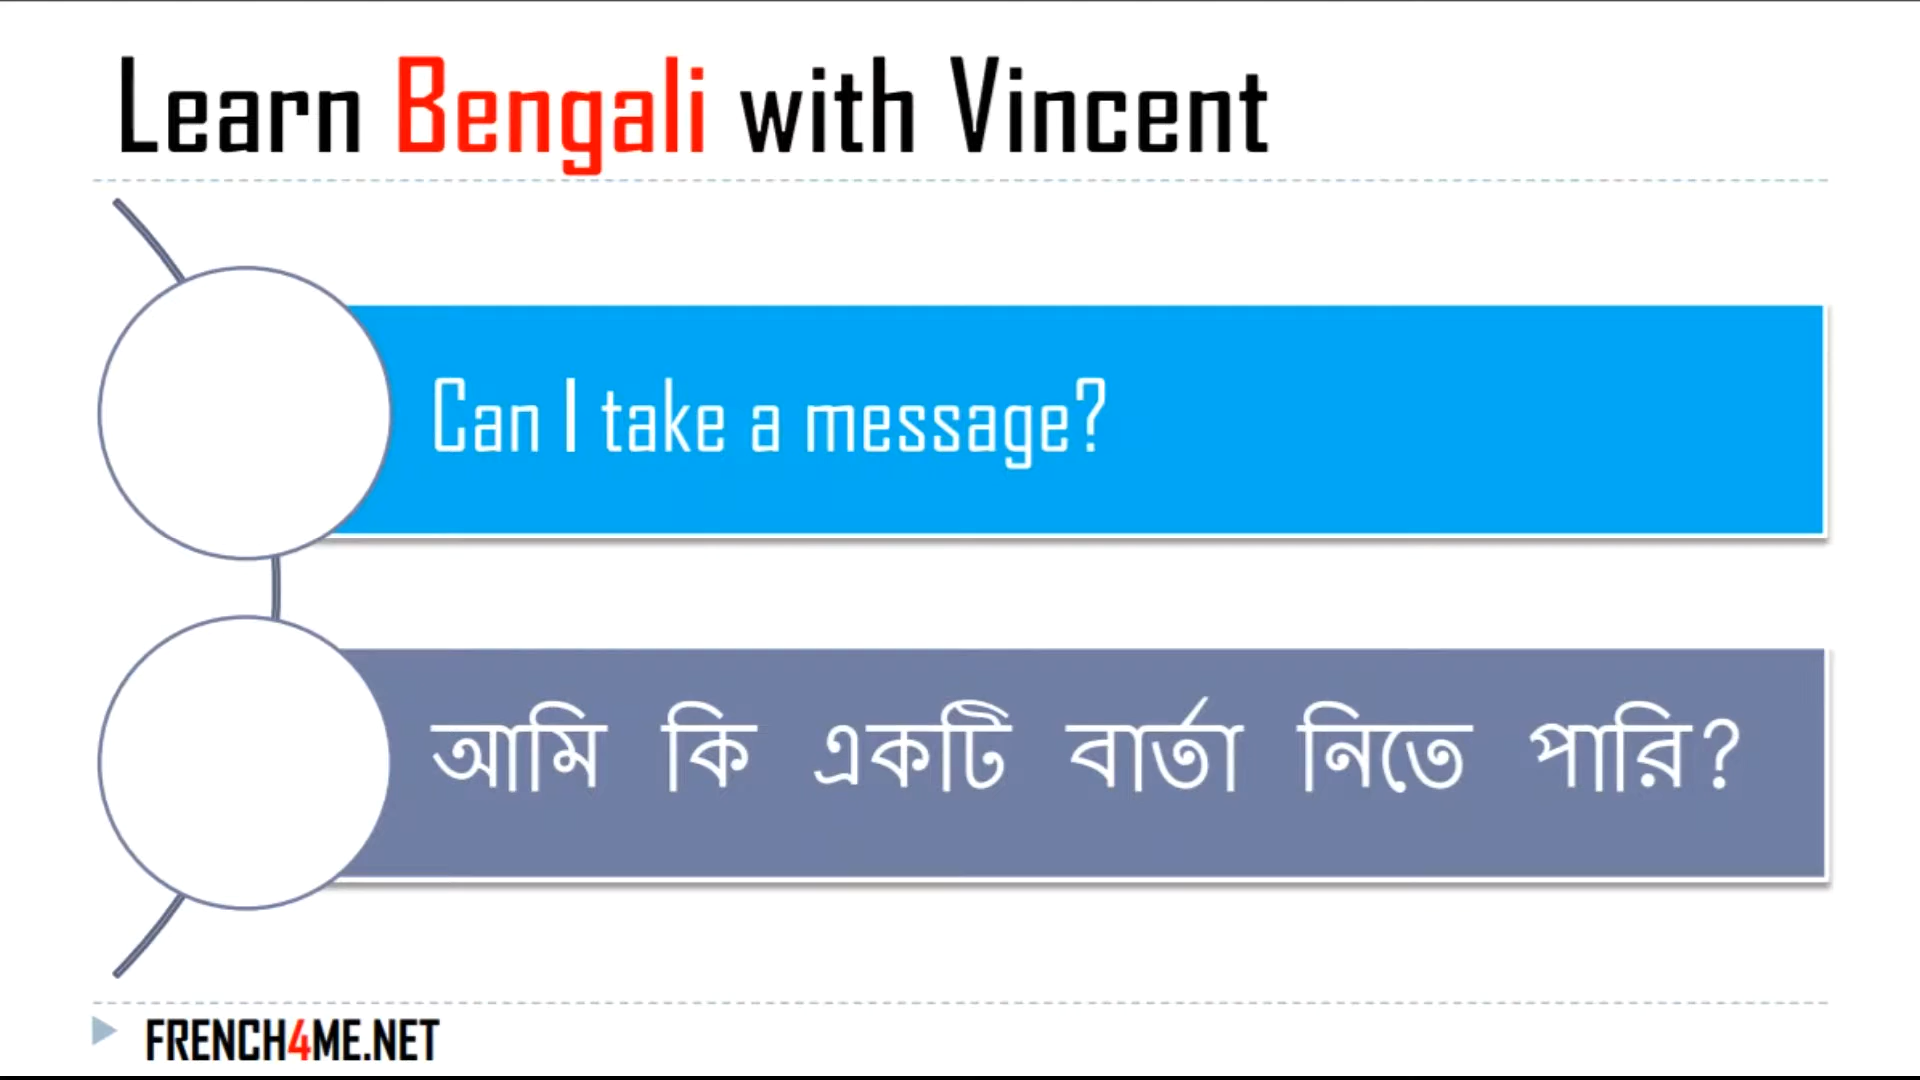 Learn Bengali with Vincent
Can I take a message?
আমি কি একটি বার্তা নিতে পারি?
FRENCH4ME.NET